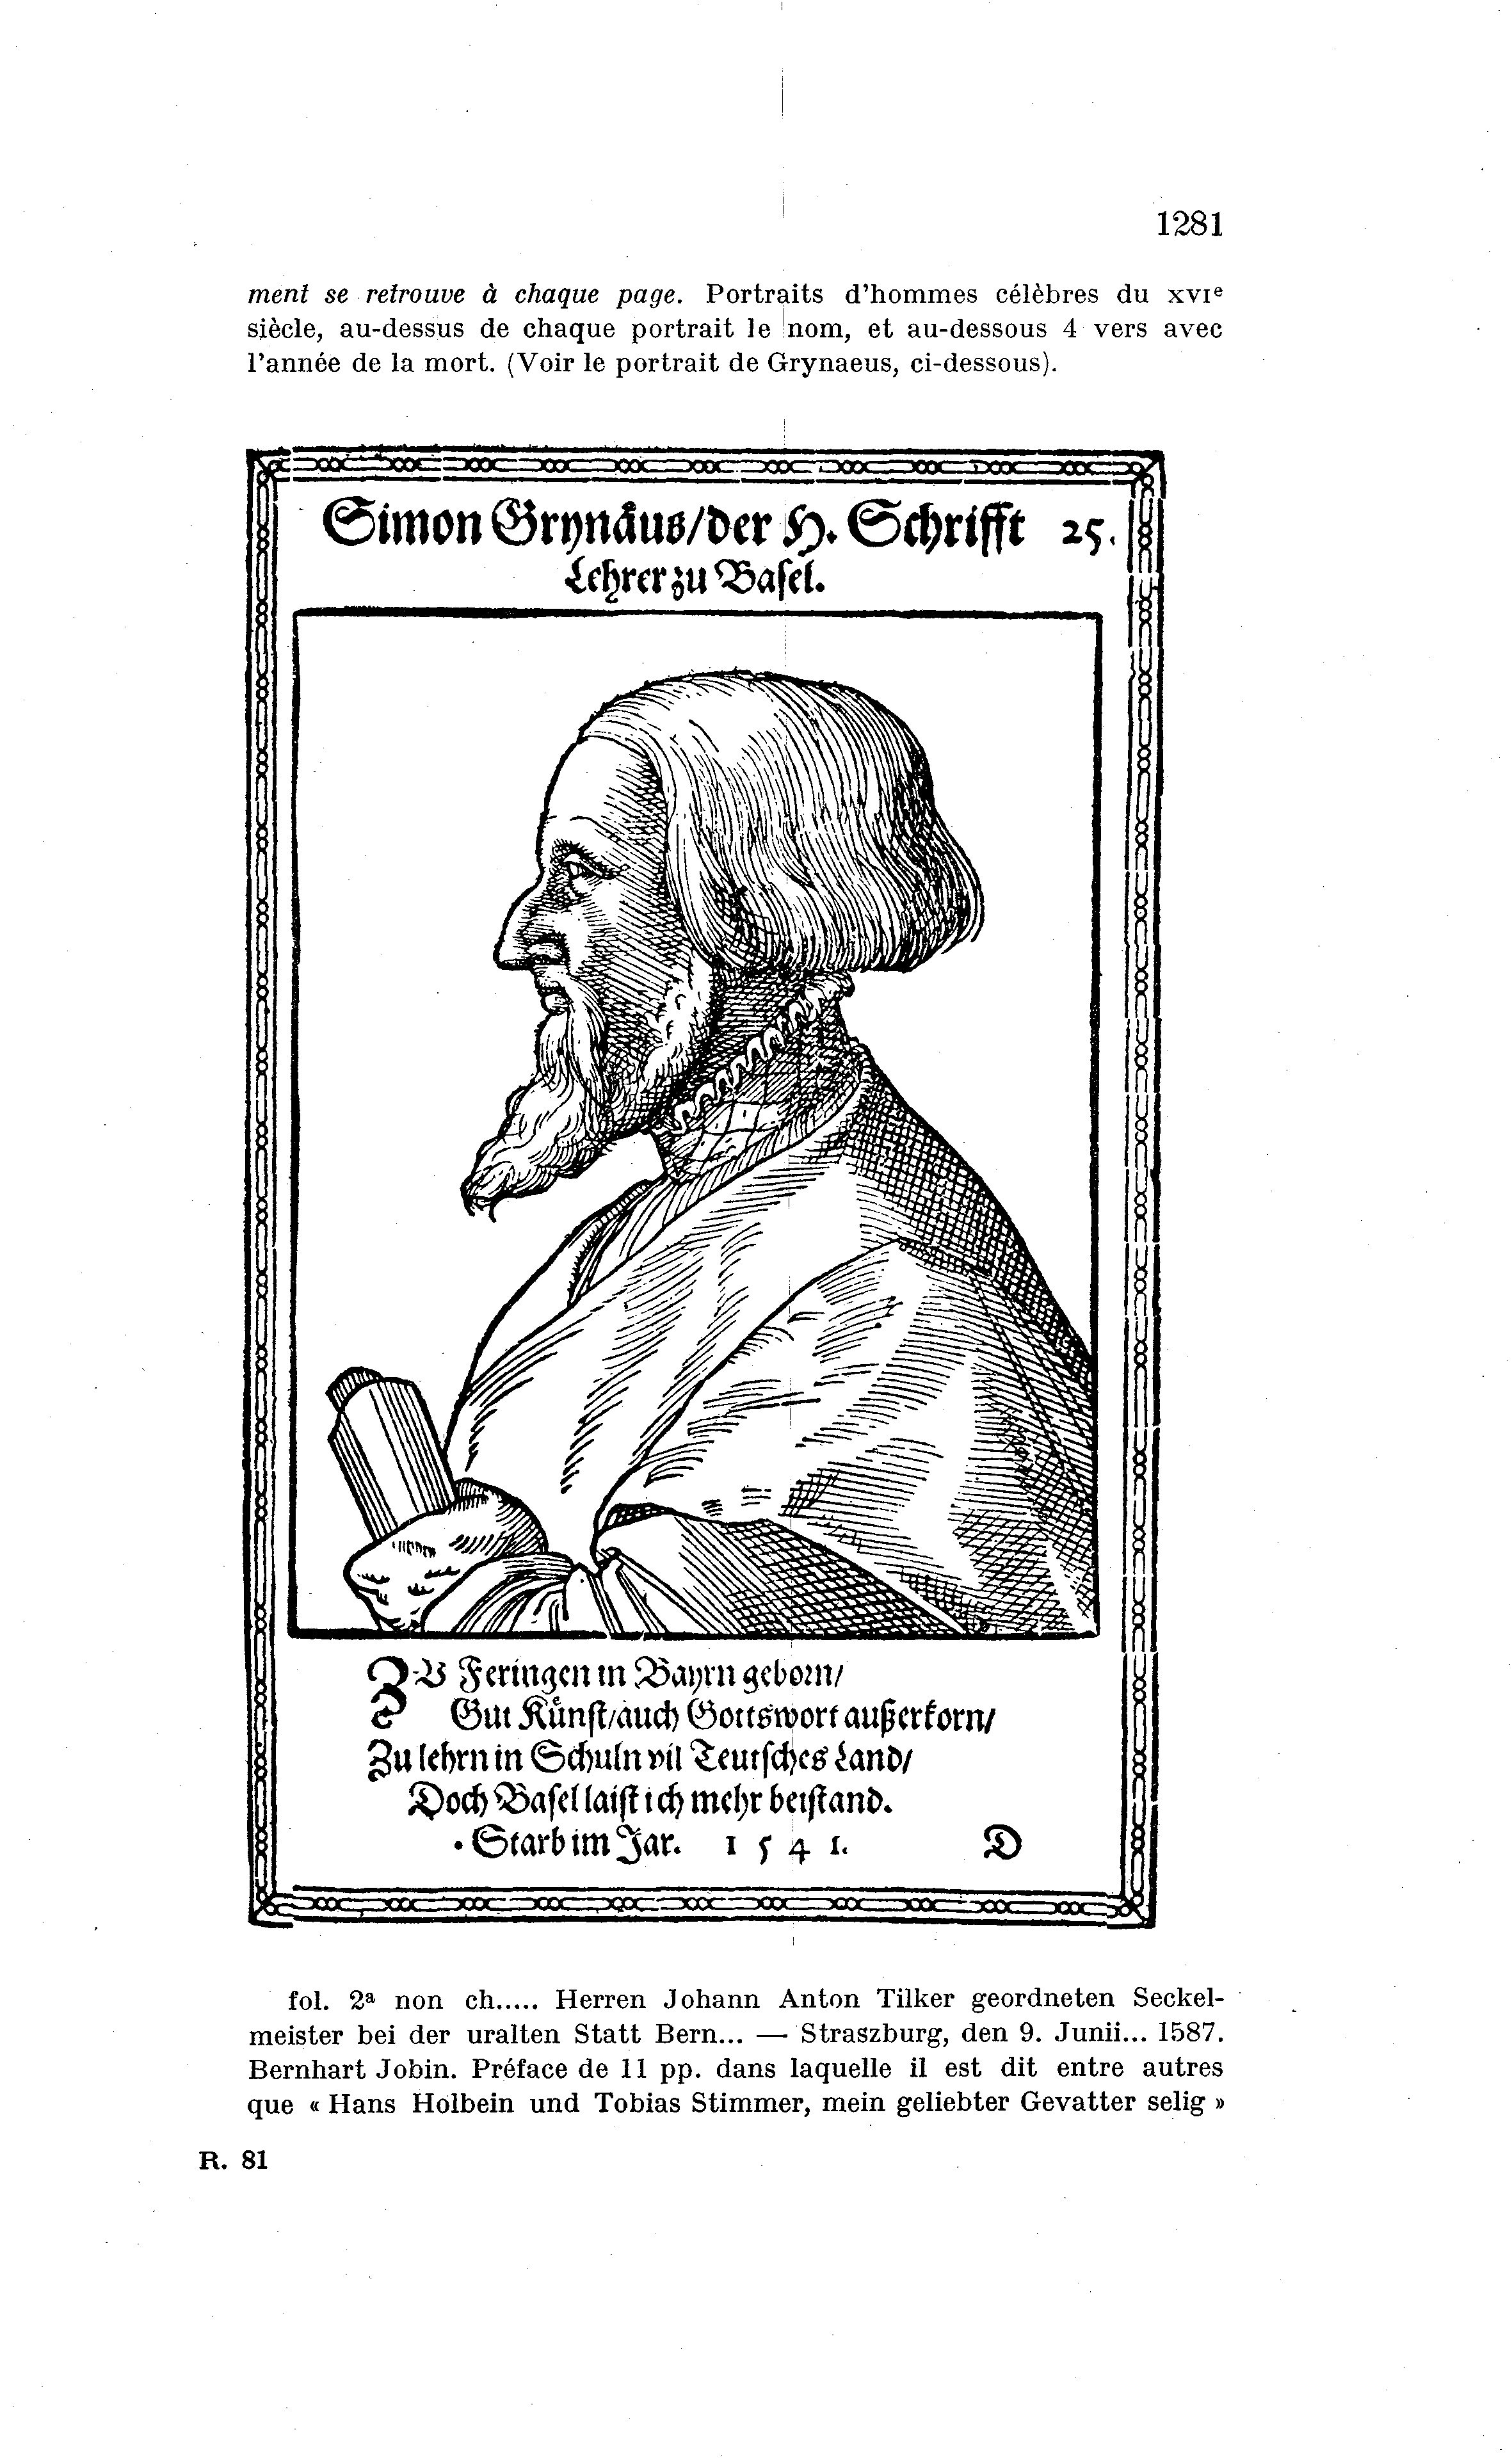 1281
ment se retrouve à chaque page. Portraits d'hommes célèbres du XVIe
siècle, au-dessus de chaque portrait le nom, et au-dessous 4 vers avec
l'année de la mort. (Voir le portrait de Grynaeus, ci-dessous).
Simon Grynäus/der H. Schrifft 25.
Lehrer zu Basel.
ZU Feringen in Bayrn geborn/
Gut Künst/auch Gottswort außerkorn/
Zu lehrn in Schuln vil Teutsches Land/
Doch Basel laist ich mehr beistand.
Starb im Jar. 1541. D
fol. 2a non ch..... Herren Johann Anton Tilker geordneten Seckel-
meister bei der uralten Statt Bern... — Straszburg, den 9. Junii... 1587.
Bernhart Jobin. Préface de 11 pp. dans laquelle il est dit entre autres
que « Hans Holbein und Tobias Stimmer, mein geliebter Gevatter selig »
R. 81